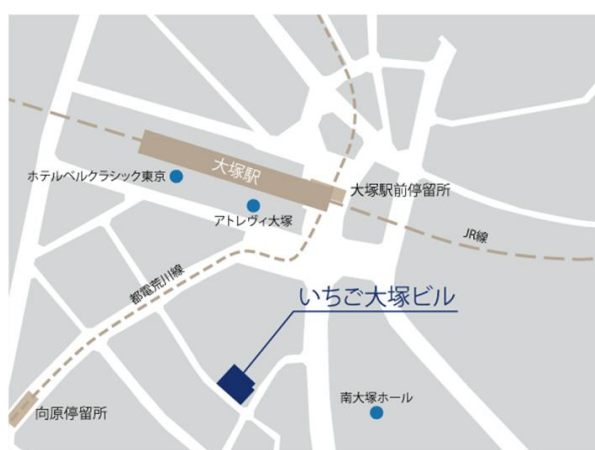 大塚駅
ホテルベルクラシック東京
大塚駅前停留所
アトレヴィ大塚
JR線
都電荒川線
いちご大塚ビル
南大塚ホール
向原停留所